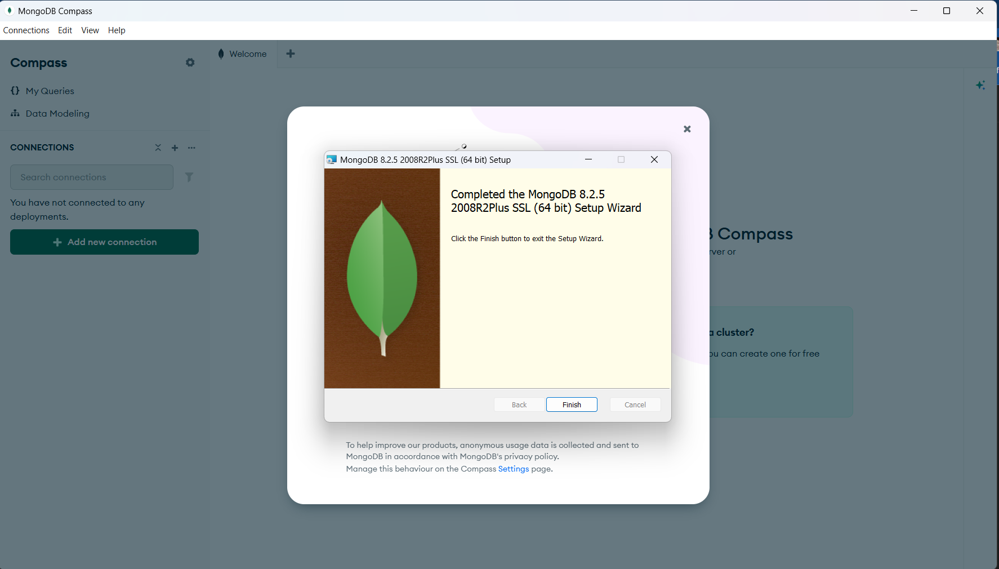 MongoDB Compass
Connections Edit View Help
Compass
My Queries
Data Modeling
CONNECTIONS
Search connections
You have not connected to any
deployments.
Add new connection
Welcome
MongoDB 8.2.5 2008R2Plus SSL (64 bit) Setup
Completed the MongoDB 8.2.5
2008R2Plus SSL (64 bit) Setup Wizard
Click the Finish button to exit the Setup Wizard.
Back Finish Cancel
Compass
or
a cluster?
can create one for free
To help improve our products, anonymous usage data is collected and sent to
MongoDB in accordance with MongoDB's privacy policy.
Manage this behaviour on the Compass Settings page.